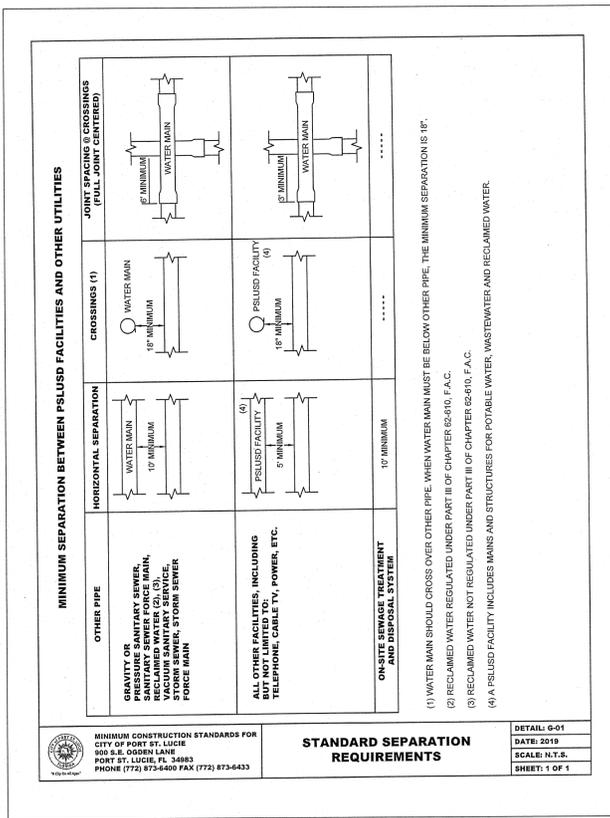 MINIMUM SEPARATION BETWEEN PSLUSD FACILITIES AND OTHER UTILITIES
OTHER PIPE
HORIZONTAL SEPARATION
CROSSINGS (1)
JOINT SPACING @ CROSSINGS
(FULL JOINT CENTERED)
GRAVITY OR
PRESSURE SANITARY SEWER,
SANITARY SEWER FORCE MAIN,
RECLAIMED WATER (2), (3),
VACUUM SANITARY SERVICE,
STORM SEWER, STORM SEWER
FORCE MAIN
WATER MAIN
10' MINIMUM
WATER MAIN
18" MINIMUM
6' MINIMUM
WATER MAIN
ALL OTHER FACILITIES, INCLUDING
BUT NOT LIMITED TO:
TELEPHONE, CABLE TV, POWER, ETC.
(4)
PSLUSD FACILITY
5' MINIMUM
PSLUSD FACILITY
(4)
18" MINIMUM
3' MINIMUM
WATER MAIN
ON-SITE SEWAGE TREATMENT
AND DISPOSAL SYSTEM
10' MINIMUM
-----
-----
(1) WATER MAIN SHOULD CROSS OVER OTHER PIPE. WHEN WATER MAIN MUST BE BELOW OTHER PIPE, THE MINIMUM SEPARATION IS 18".
(2) RECLAIMED WATER REGULATED UNDER PART III OF CHAPTER 62-610, F.A.C.
(3) RECLAIMED WATER NOT REGULATED UNDER PART III OF CHAPTER 62-610, F.A.C.
(4) A PSLUSD FACILITY INCLUDES MAINS AND STRUCTURES FOR POTABLE WATER, WASTEWATER AND RECLAIMED WATER.
"A City for All Ages"
MINIMUM CONSTRUCTION STANDARDS FOR
CITY OF PORT ST. LUCIE
900 S.E. OGDEN LANE
PORT ST. LUCIE, FL 34983
PHONE (772) 873-6400 FAX (772) 873-6433
STANDARD SEPARATION
REQUIREMENTS
DETAIL: G-01
DATE: 2019
SCALE: N.T.S.
SHEET: 1 OF 1